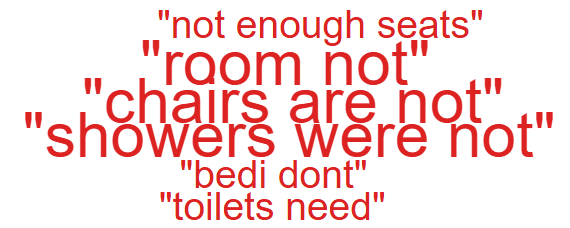 "not enough seats"
"room not"
"chairs are not"
"showers were not"
"bedi dont"
"toilets need"